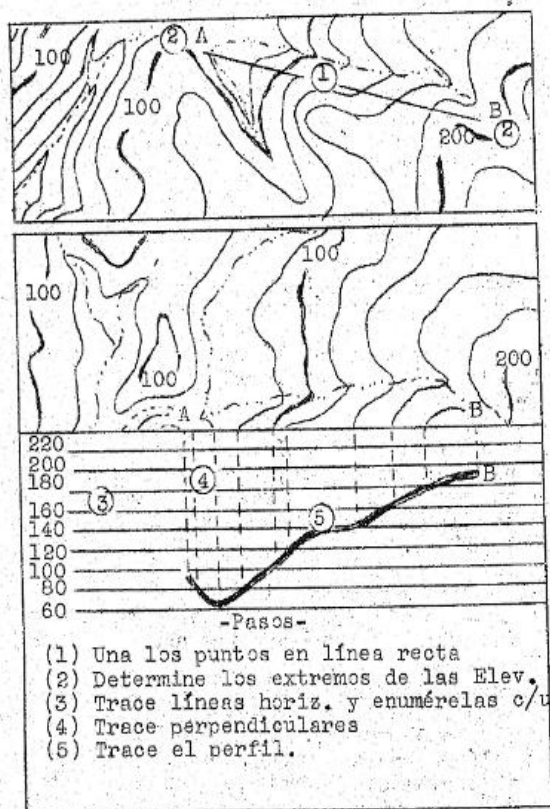 100
② A
①
100
B
200 ②
100
100
100
200
A
B
220
200
180
③
④
160
⑤
140
120
100
80
60
B
-Pasos-
(1) Una los puntos en línea recta
(2) Determine los extremos de las Elev.
(3) Trace líneas horiz. y enumérelas c/u
(4) Trace perpendiculares
(5) Trace el perfil.